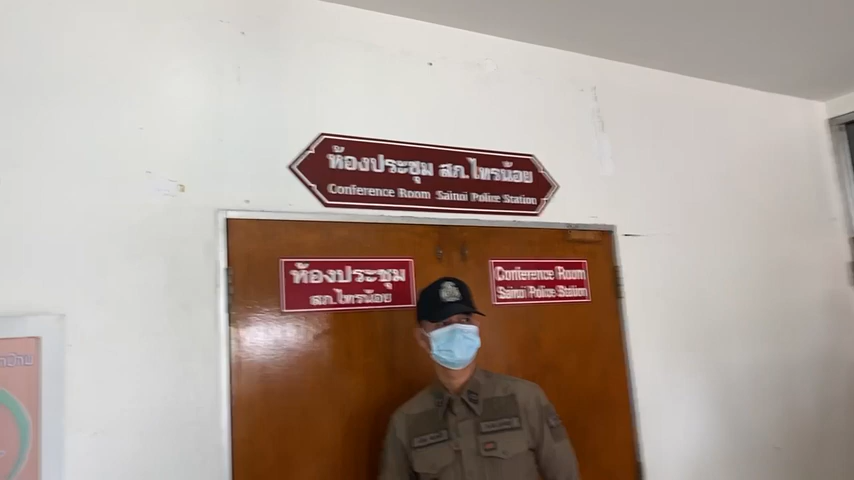 ห้องประชุม สภ.ไทรน้อย
Conference Room Sainoi Police Station
ห้องประชุม
สภ.ไทรน้อย
Conference Room
Sainoi Police Station